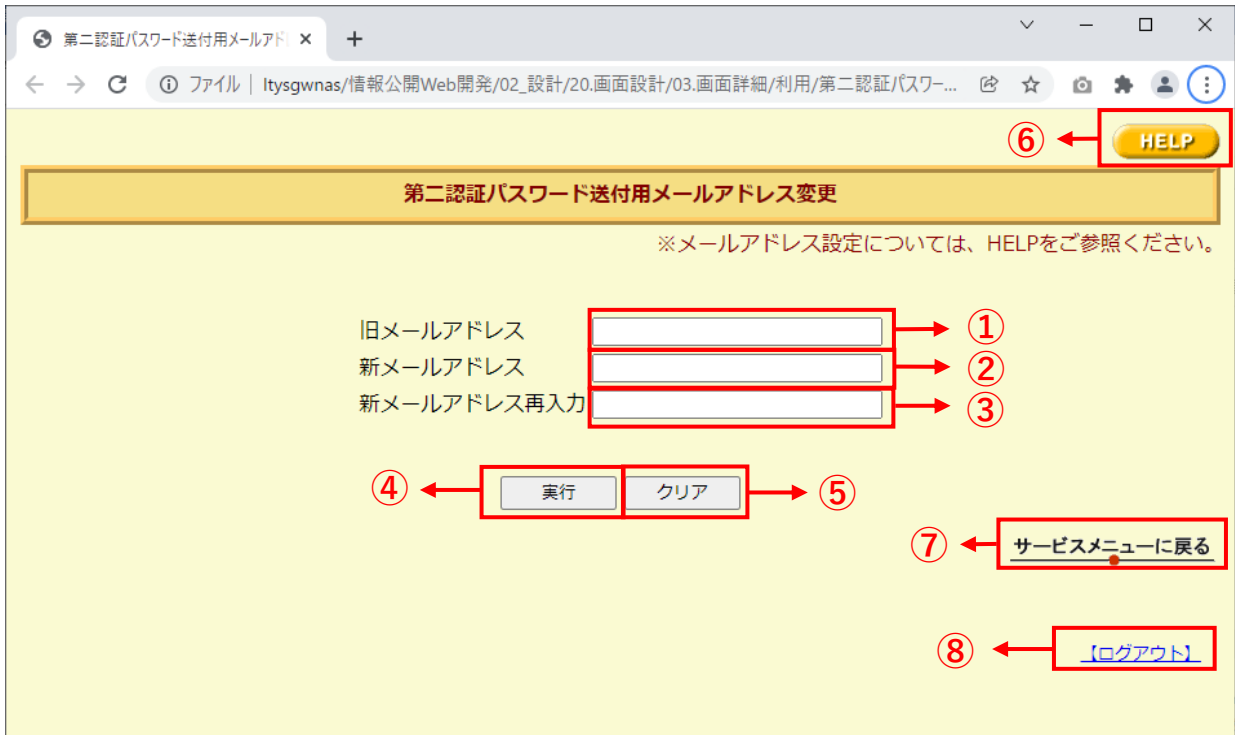 第二認証パスワード送付用メールアド
ファイル | ltysgwnas/情報公開Web開発/02_設計/20.画面設計/03.画面詳細/利用/第二認証パスワー...
⑥ HELP
第二認証パスワード送付用メールアドレス変更
※メールアドレス設定については、HELPをご参照ください。
旧メールアドレス ①
新メールアドレス ②
新メールアドレス再入力 ③
④ 実行 クリア ⑤
⑦ サービスメニューに戻る
⑧ 【ログアウト】